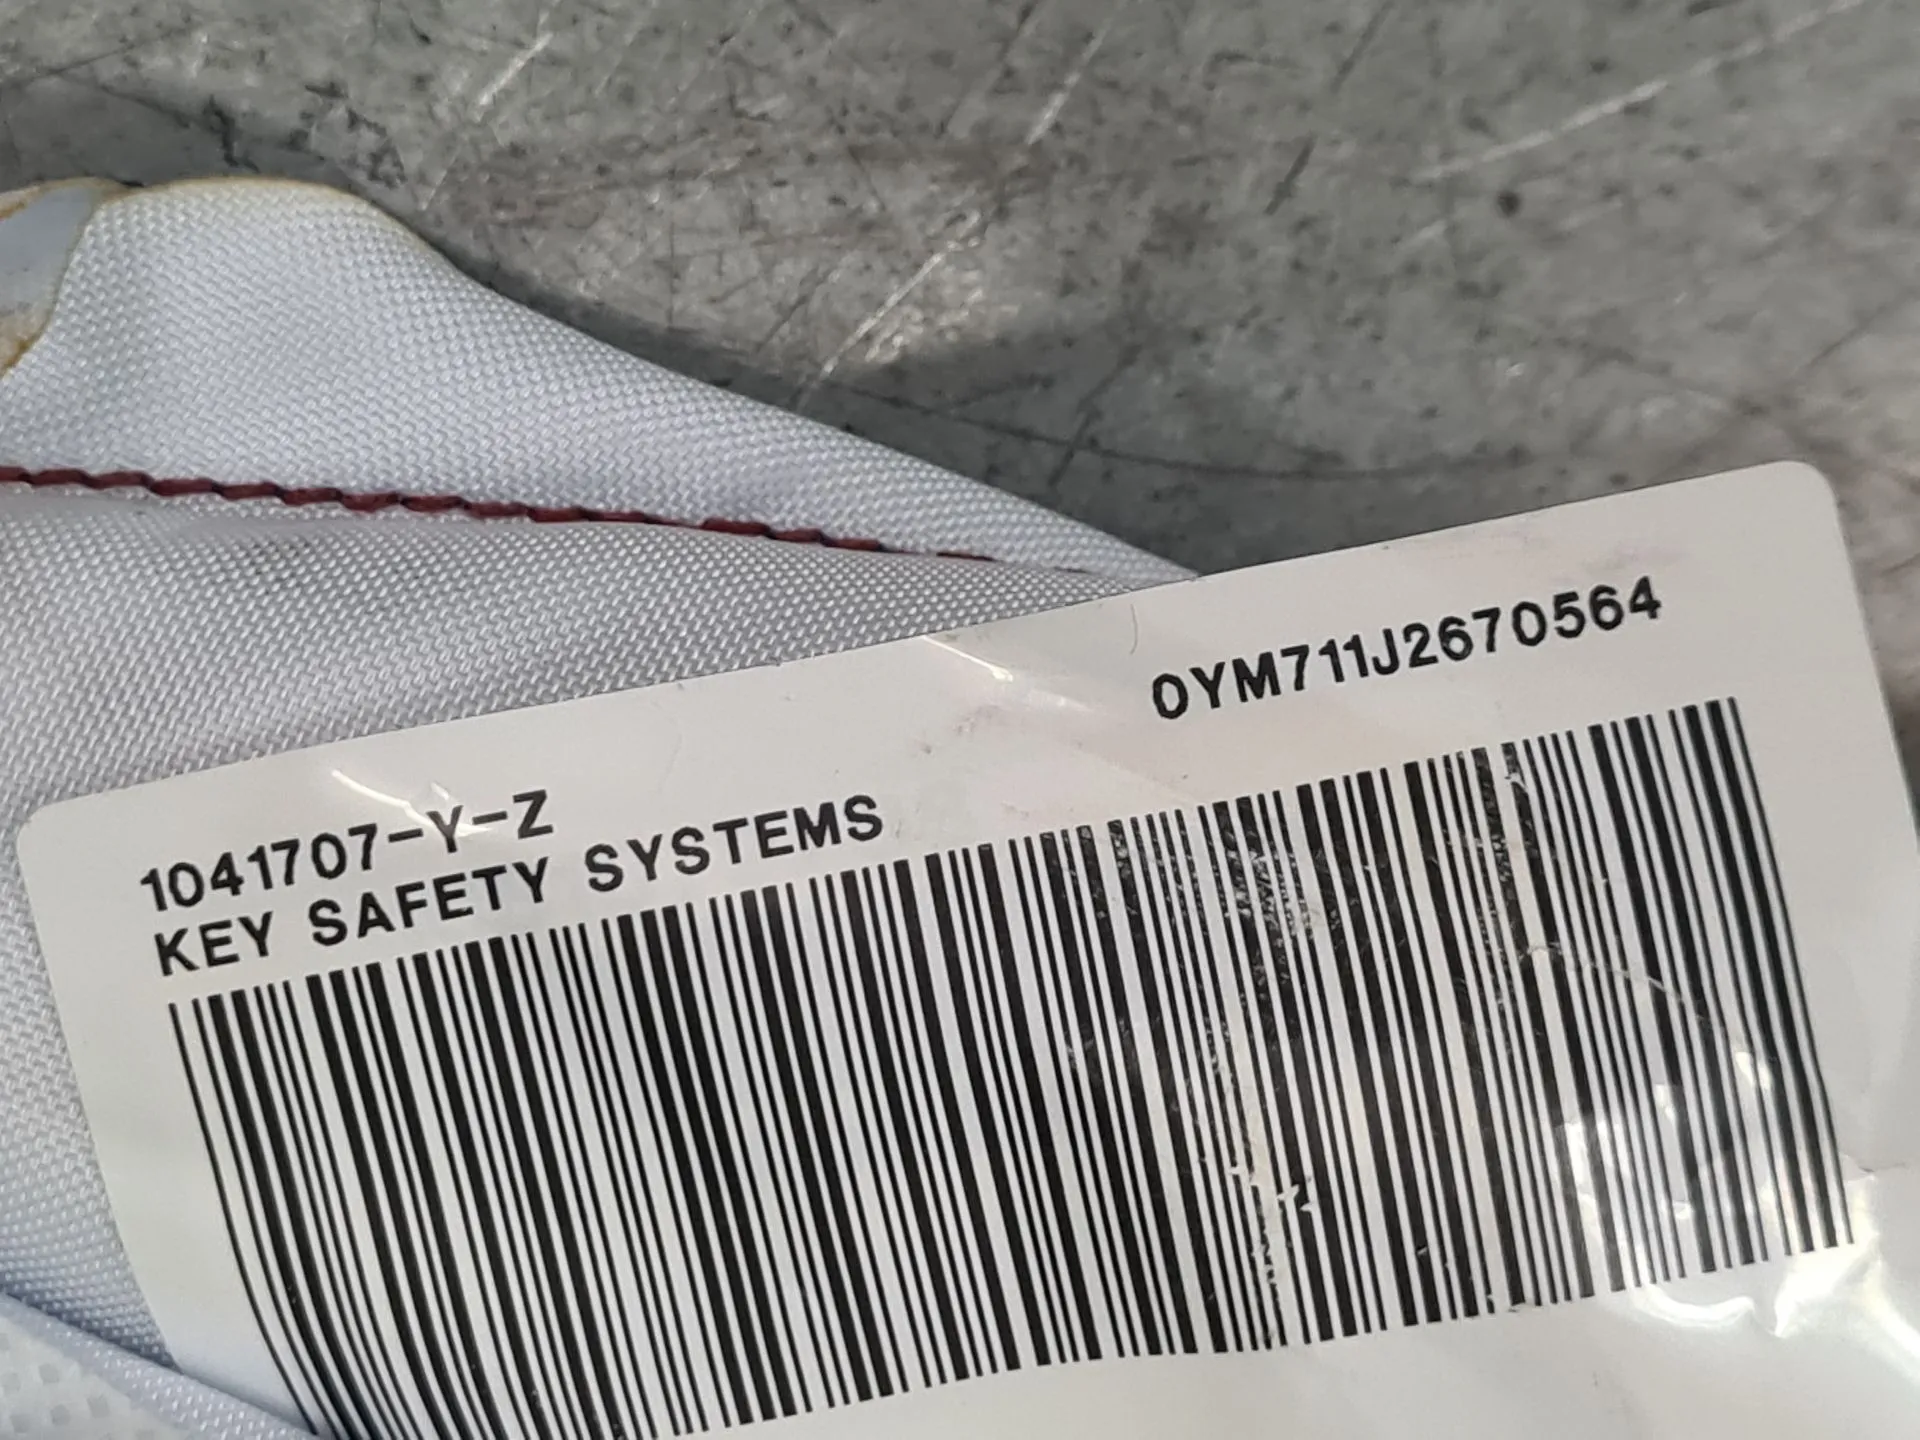 0YM711J2670564
1041707-Y-Z
KEY SAFETY SYSTEMS